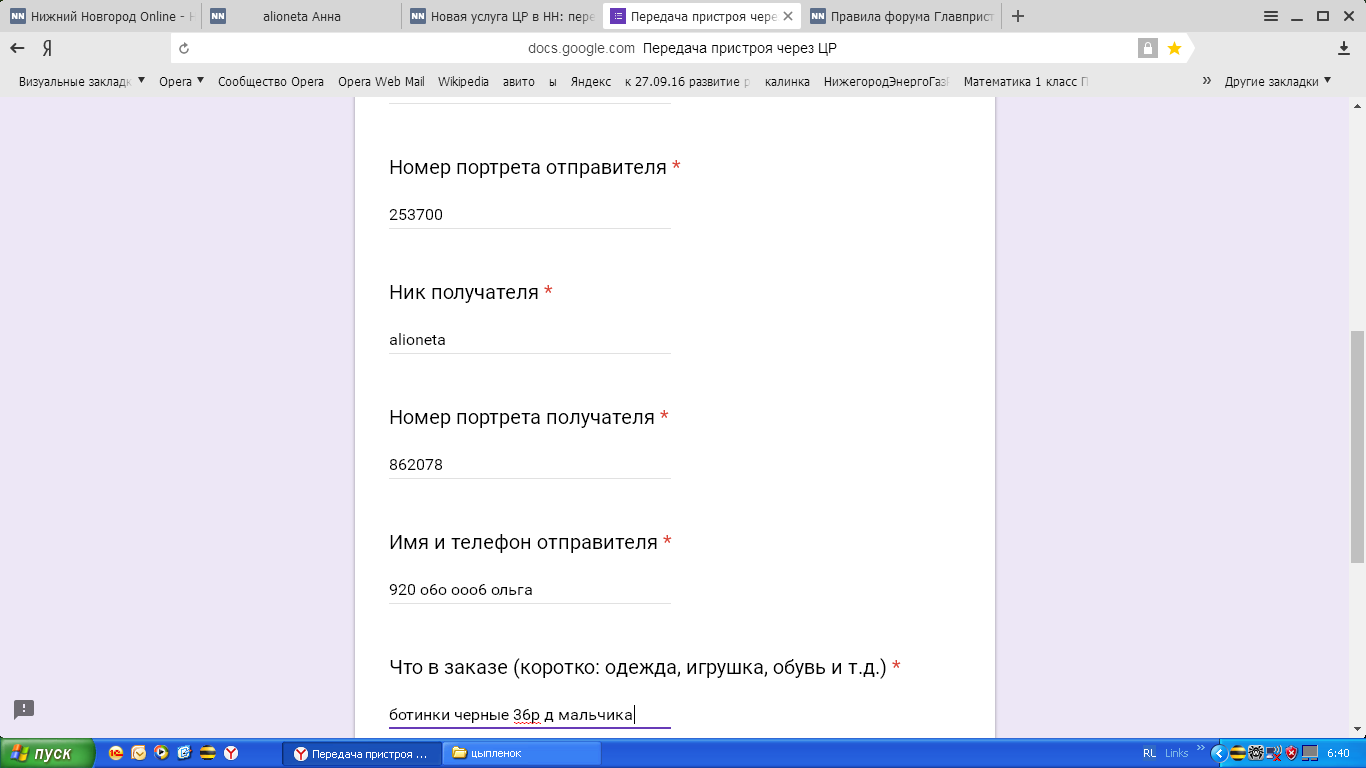 Нижний Новгород Online - Н
alioneta Анна
Новая услуга ЦР в НН: пере
Передача пристроя чере
Правила форума Главприст
docs.google.com Передача пристроя через ЦР
Визуальные заклад
Opera
Сообщество Opera
Opera Web Mail
Wikipedia
авито
ы
Яндекс
к 27.09.16 развитие р
калинка
НижегородЭнергоГаз
Математика 1 класс П
Другие закладки
Номер портрета отправителя *
253700
Ник получателя *
alioneta
Номер портрета получателя *
862078
Имя и телефон отправителя *
920 о6о ооо6 ольга
Что в заказе (коротко: одежда, игрушка, обувь и т.д.) *
ботинки черные 36р д мальчика
пуск
Передача пристроя ...
цыпленок
RL
Links
6:40